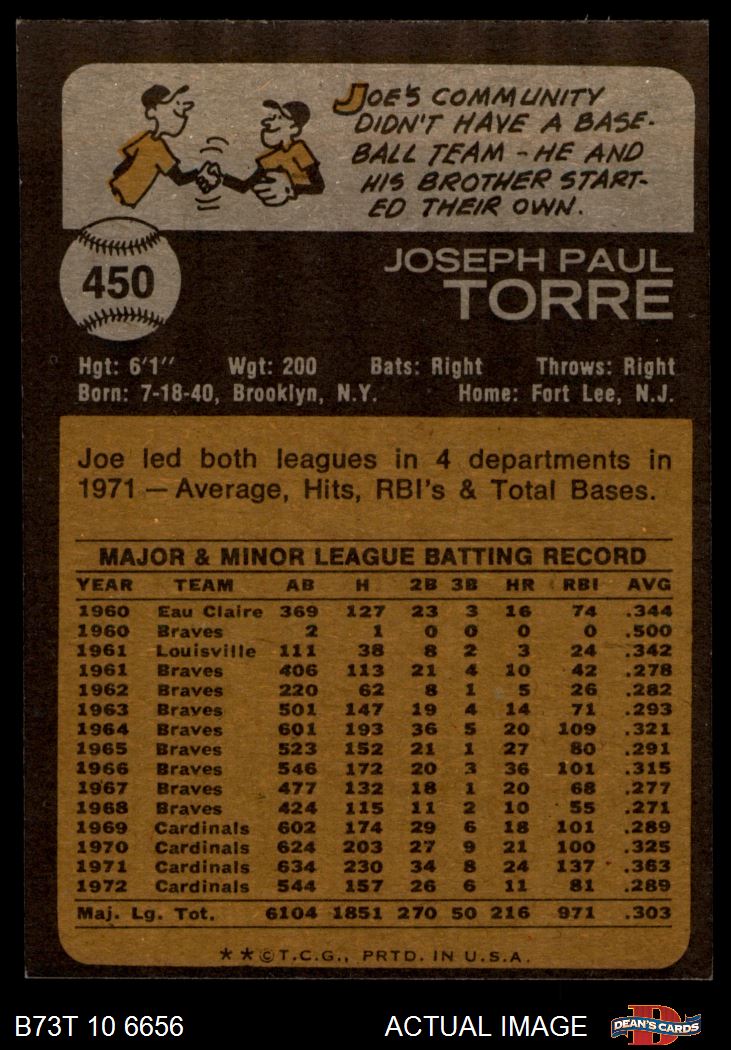 JOE'S COMMUNITY
DIDN'T HAVE A BASE-
BALL TEAM - HE AND
HIS BROTHER START-
ED THEIR OWN.
450
JOSEPH PAUL
TORRE
Hgt: 6'1" Wgt: 200 Bats: Right Throws: Right
Born: 7-18-40, Brooklyn, N.Y. Home: Fort Lee, N.J.
Joe led both leagues in 4 departments in
1971 — Average, Hits, RBI's & Total Bases.
MAJOR & MINOR LEAGUE BATTING RECORD
YEAR TEAM AB H 2B 3B HR RBI AVG
1960 Eau Claire 369 127 23 3 16 74 .344
1960 Braves 2 1 0 0 0 0 .500
1961 Louisville 111 38 8 2 3 24 .342
1961 Braves 406 113 21 4 10 42 .278
1962 Braves 220 62 8 1 5 26 .282
1963 Braves 501 147 19 4 14 71 .293
1964 Braves 601 193 36 5 20 109 .321
1965 Braves 523 152 21 1 27 80 .291
1966 Braves 546 172 20 3 36 101 .315
1967 Braves 477 132 18 1 20 68 .277
1968 Braves 424 115 11 2 10 55 .271
1969 Cardinals 602 174 29 6 18 101 .289
1970 Cardinals 624 203 27 9 21 100 .325
1971 Cardinals 634 230 34 8 24 137 .363
1972 Cardinals 544 157 26 6 11 81 .289
Maj. Lg. Tot. 6104 1851 270 50 216 971 .303
**©T.C.G., PRTD. IN U.S.A.
B73T 10 6656 ACTUAL IMAGE DEAN'S CARDS